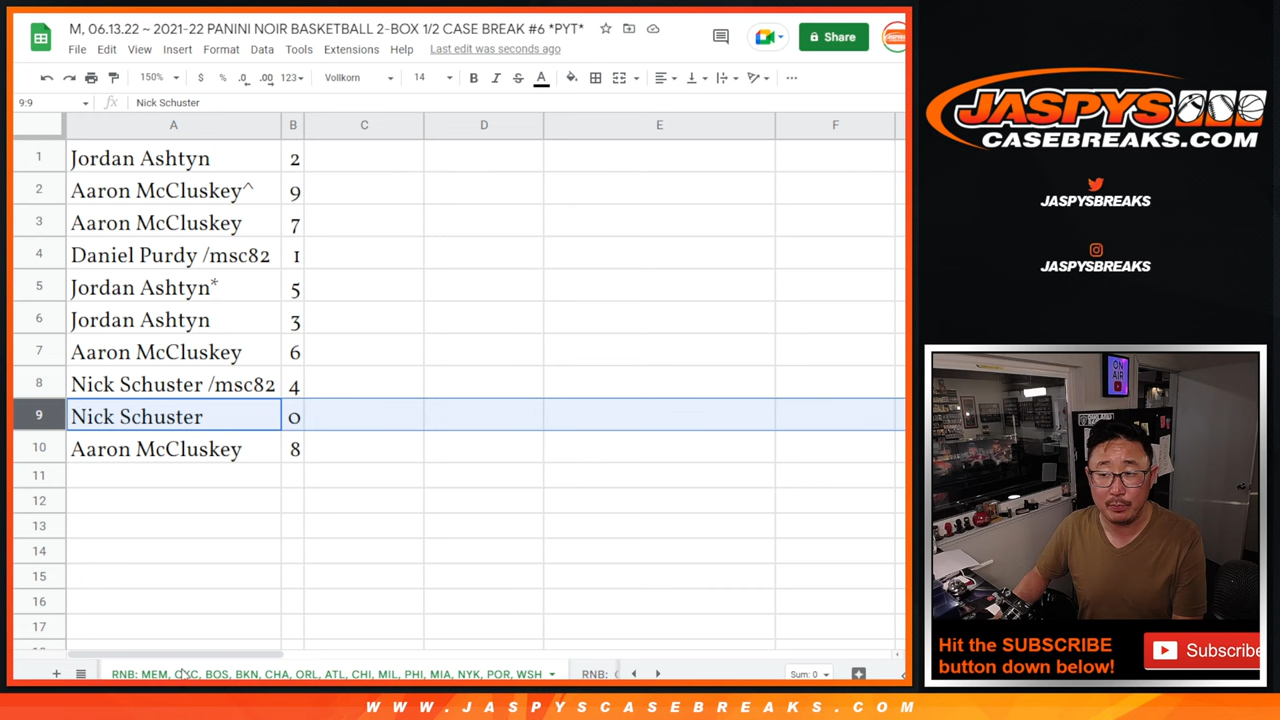 M, 06.13.22 ~ 2021-22 PANINI NOIR BASKETBALL 2-BOX 1/2 CASE BREAK #6 *PYT*
File Edit View Insert Format Data Tools Extensions Help Last edit was seconds ago
Share
150% $ % .0 .00 123 Vollkorn 14 B I S A
9:9 fx Nick Schuster
A B C D E F
1 Jordan Ashtyn 2
2 Aaron McCluskey^ 9
3 Aaron McCluskey 7
4 Daniel Purdy /msc82 1
5 Jordan Ashtyn* 5
6 Jordan Ashtyn 3
7 Aaron McCluskey 6
8 Nick Schuster /msc82 4
9 Nick Schuster 0
10 Aaron McCluskey 8
11
12
13
14
15
16
17
RNB: MEM, BOS, BKN, CHA, ORL, ATL, CHI, MIL, PHI, MIA, NYK, POR, WSH
RNB:
Sum: 0
JASPYS
CASEBREAKS.COM
JASPYSBREAKS
JASPYSBREAKS
ON
AIR
Hit the SUBSCRIBE
button down below!
Subscribe
WWW.JASPYSCASEBREAKS.COM